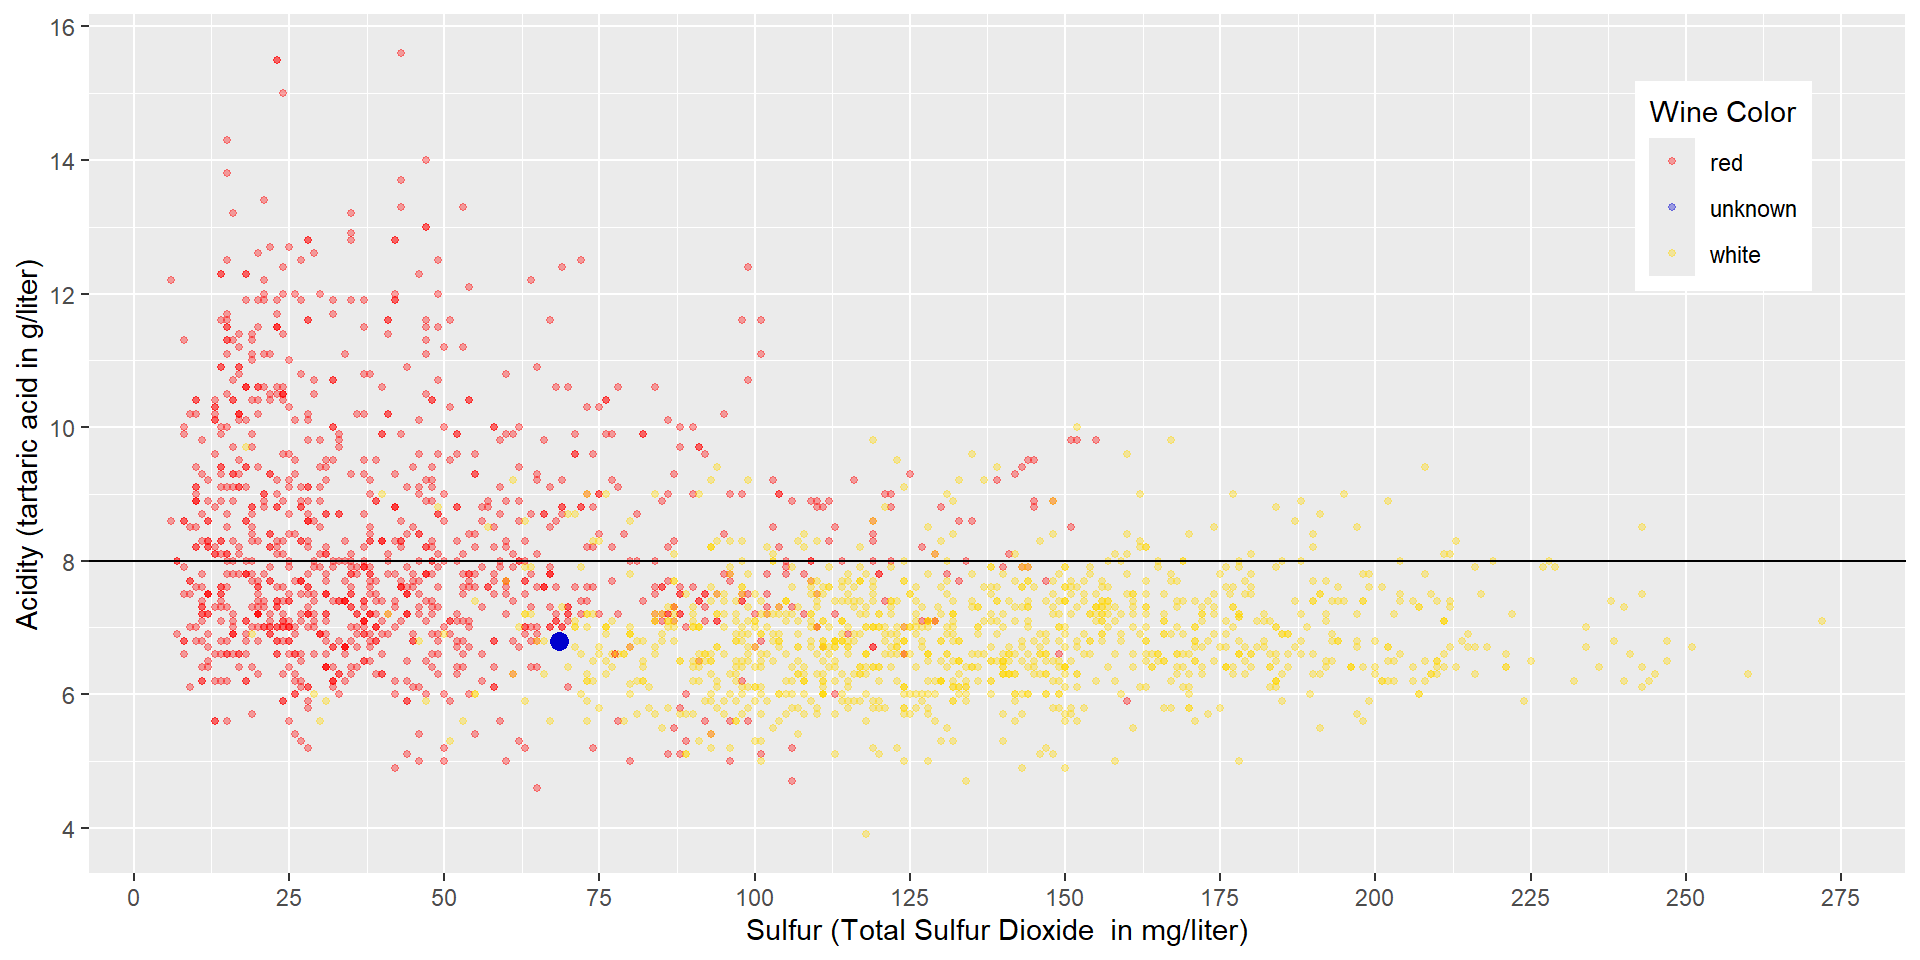 16
14
12
10
8
6
4
Acidity (tartaric acid in g/liter)
Wine Color
red
unknown
white
0 25 50 75 100 125 150 175 200 225 250 275
Sulfur (Total Sulfur Dioxide  in mg/liter)